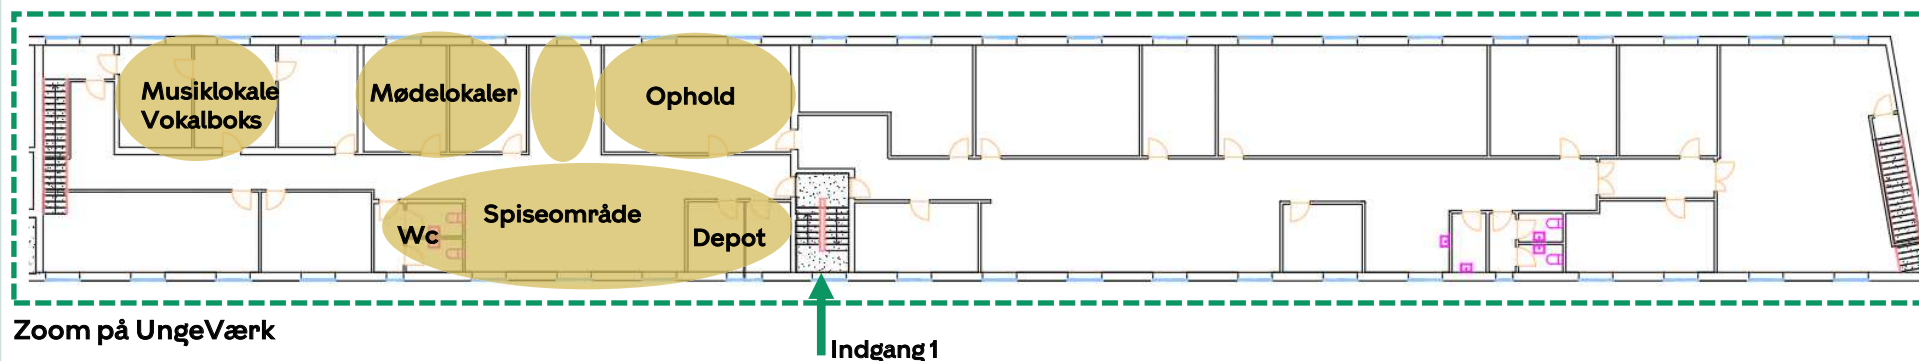 Musiklokale
Vokalboks
Mødelokaler
Ophold
Spiseområde
Wc
Depot
Zoom på UngeVærk
Indgang 1